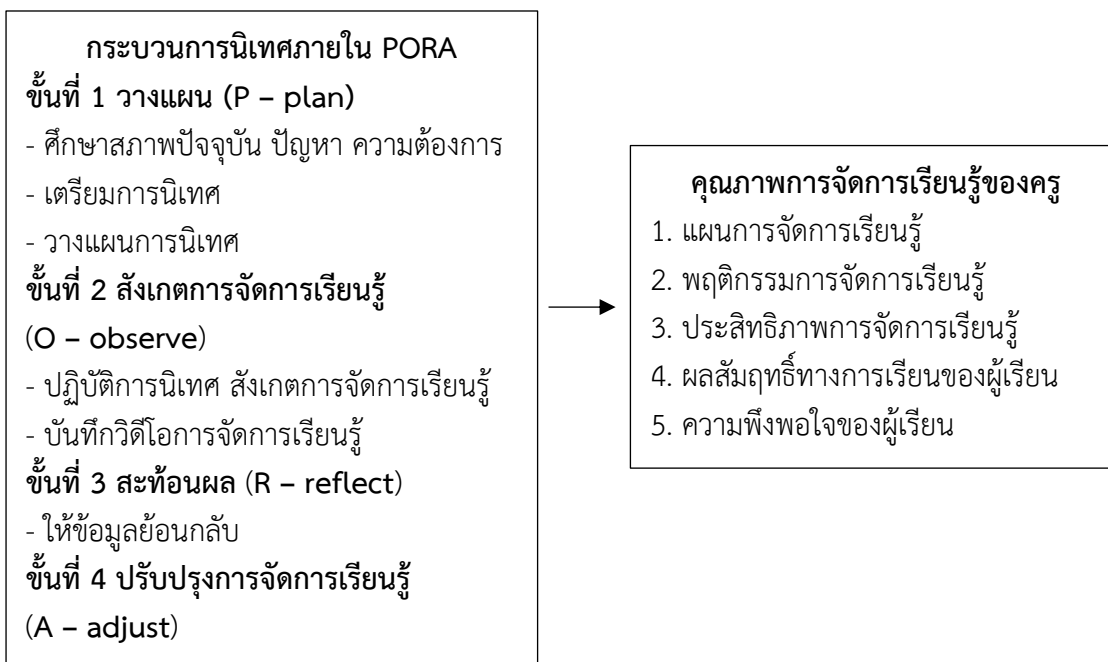 กระบวนการนิเทศภายใน PORA
ขั้นที่ 1 วางแผน (P – plan)
- ศึกษาสภาพปัจจุบัน ปัญหา ความต้องการ
- เตรียมการนิเทศ
- วางแผนการนิเทศ
ขั้นที่ 2 สังเกตการจัดการเรียนรู้
(O – observe)
- ปฏิบัติการนิเทศ สังเกตการจัดการเรียนรู้
- บันทึกวิดีโอการจัดการเรียนรู้
ขั้นที่ 3 สะท้อนผล (R – reflect)
- ให้ข้อมูลย้อนกลับ
ขั้นที่ 4 ปรับปรุงการจัดการเรียนรู้
(A – adjust)
คุณภาพการจัดการเรียนรู้ของครู
1. แผนการจัดการเรียนรู้
2. พฤติกรรมการจัดการเรียนรู้
3. ประสิทธิภาพการจัดการเรียนรู้
4. ผลสัมฤทธิ์ทางการเรียนของผู้เรียน
5. ความพึงพอใจของผู้เรียน